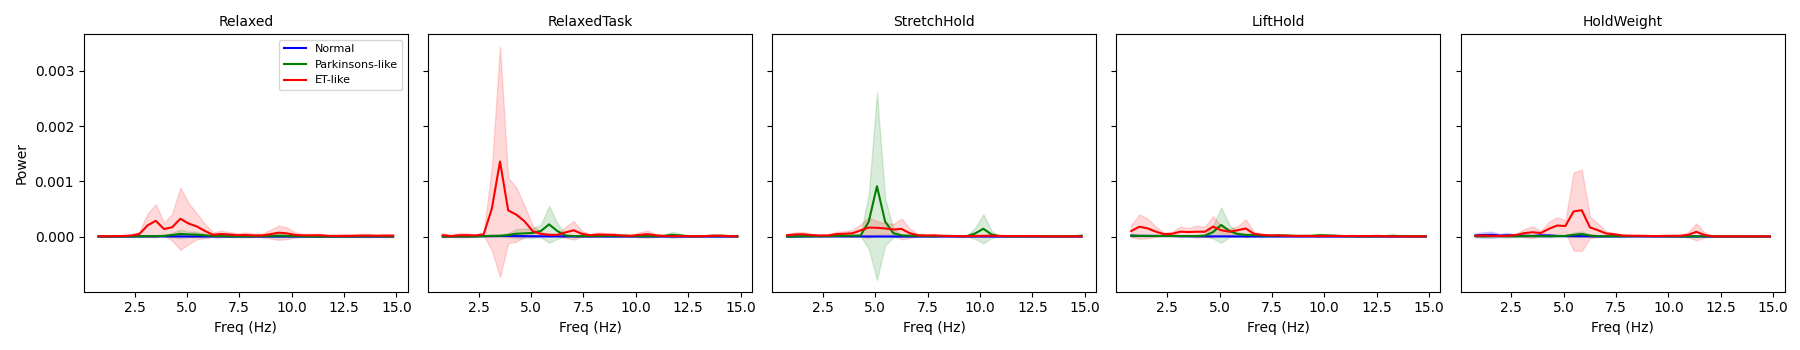 Relaxed
RelaxedTask
StretchHold
LiftHold
HoldWeight
Normal
Parkinsons-like
ET-like
Power
0.003
0.002
0.001
0.000
2.5 5.0 7.5 10.0 12.5 15.0
2.5 5.0 7.5 10.0 12.5 15.0
2.5 5.0 7.5 10.0 12.5 15.0
2.5 5.0 7.5 10.0 12.5 15.0
2.5 5.0 7.5 10.0 12.5 15.0
Freq (Hz)
Freq (Hz)
Freq (Hz)
Freq (Hz)
Freq (Hz)